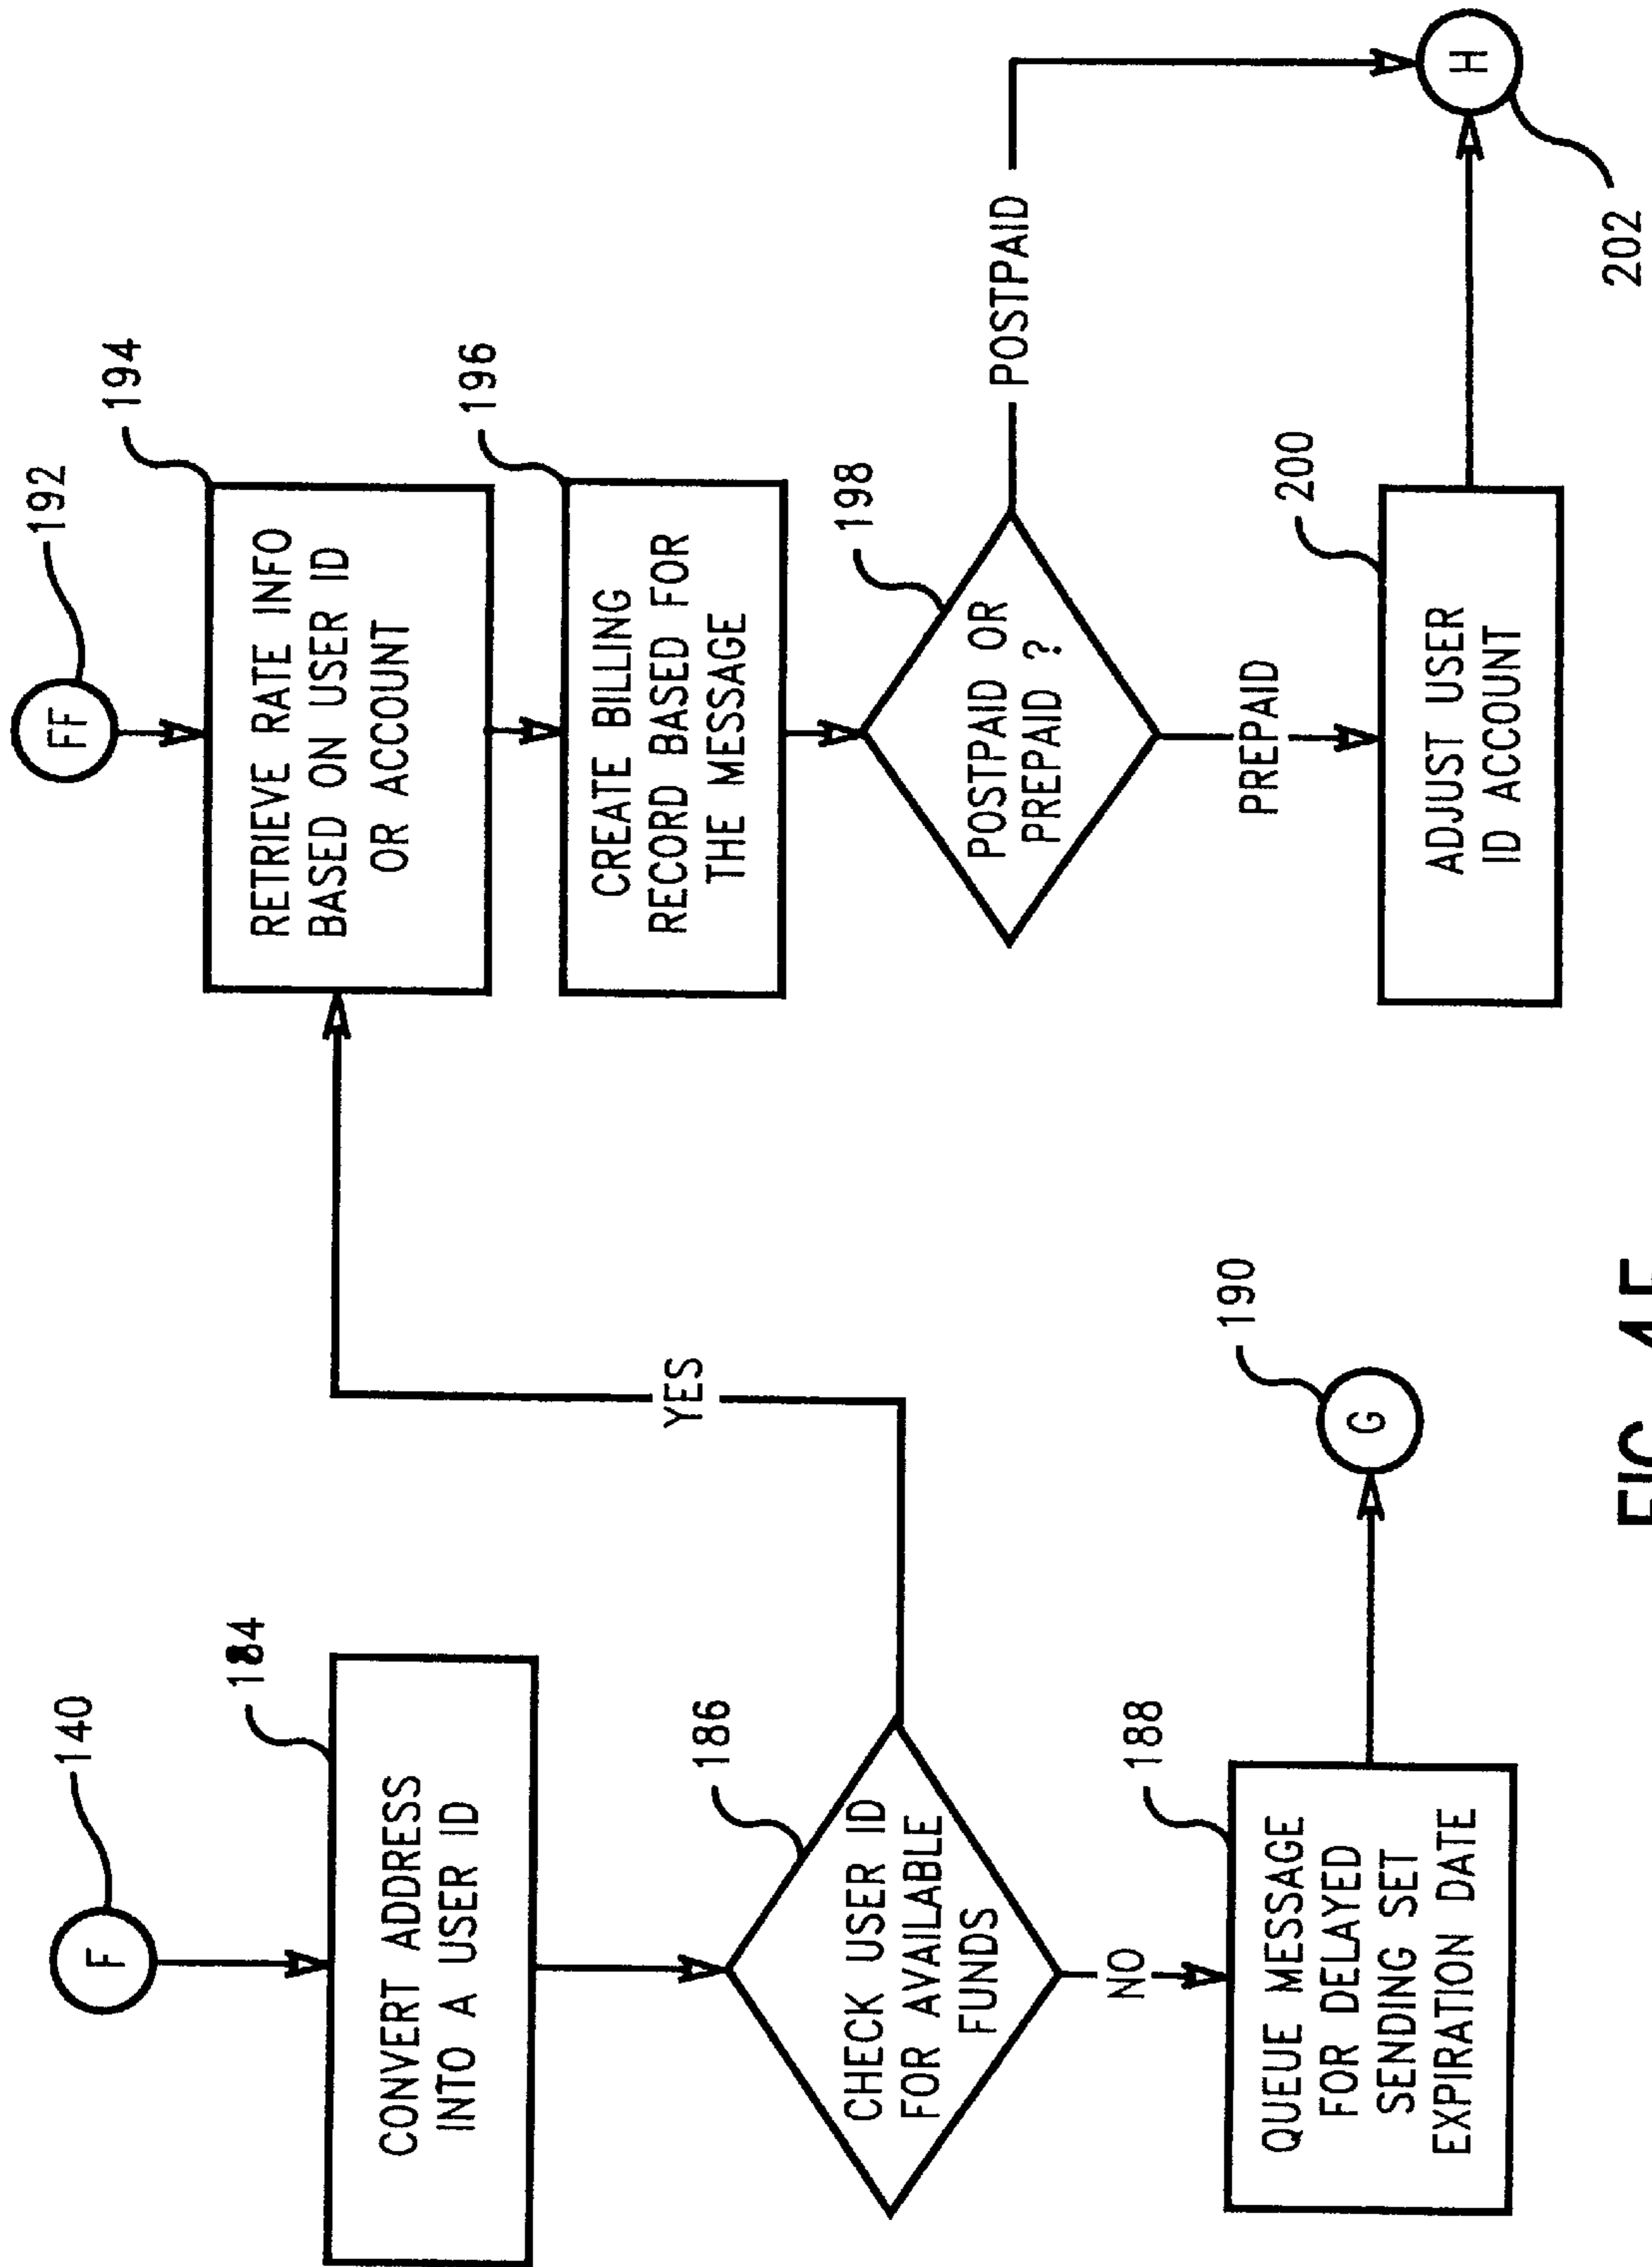 F
140
184
CONVERT ADDRESS
INTO A USER ID
186
CHECK USER ID
FOR AVAILABLE
FUNDS
YES
NO
188
QUEUE MESSAGE
FOR DELAYED
SENDING SET
EXPIRATION DATE
G
190
FF
192
194
RETRIEVE RATE INFO
BASED ON USER ID
OR ACCOUNT
196
CREATE BILLING
RECORD BASED FOR
THE MESSAGE
198
POSTPAID OR
PREPAID ?
POSTPAID
PREPAID
200
ADJUST USER
ID ACCOUNT
H
202
FIG.